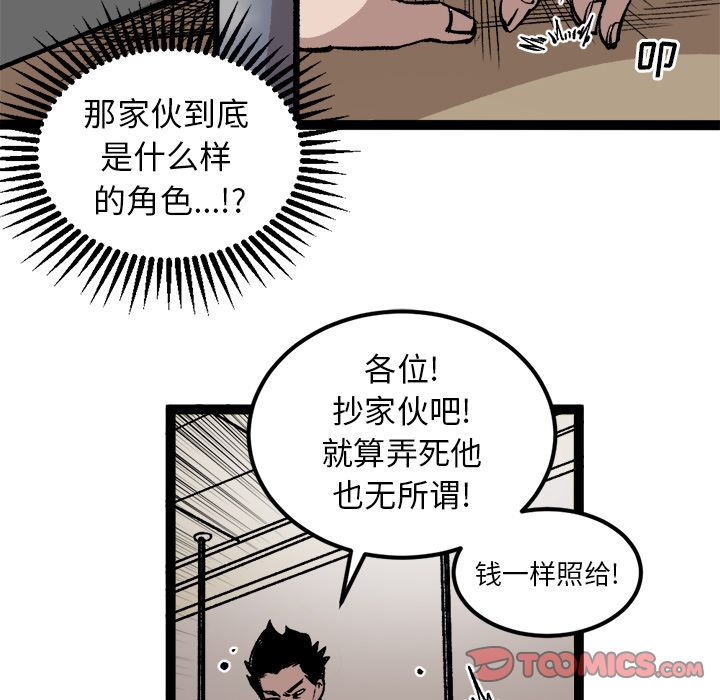 叩
那家伙到底
是什么样
的角色...!?
各位!
抄家伙吧!
就算弄死他
也无所谓!
钱一样照给!
TOOMICS.COM